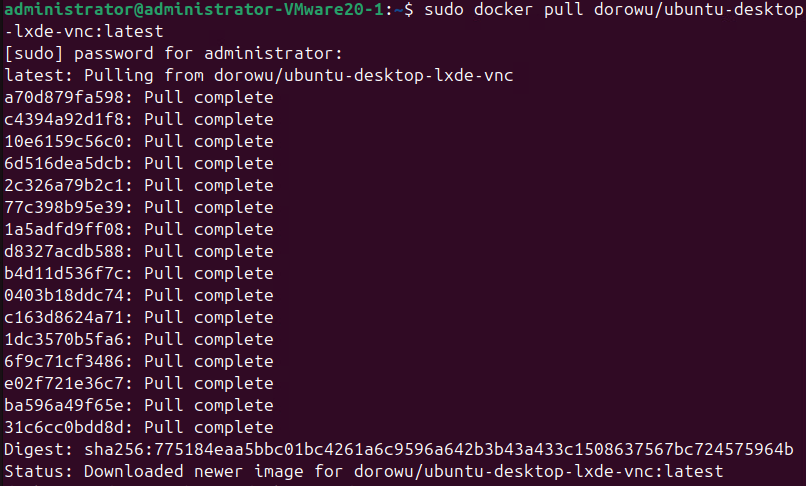 administrator@administrator-VMware20-1:~$ sudo docker pull dorowu/ubuntu-desktop
-lxde-vnc:latest
[sudo] password for administrator:
latest: Pulling from dorowu/ubuntu-desktop-lxde-vnc
a70d879fa598: Pull complete
c4394a92d1f8: Pull complete
10e6159c56c0: Pull complete
6d516dea5dcb: Pull complete
2c326a79b2c1: Pull complete
77c398b95e39: Pull complete
1a5adfd9ff08: Pull complete
d8327acdb588: Pull complete
b4d11d536f7c: Pull complete
0403b18ddc74: Pull complete
c163d8624a71: Pull complete
1dc3570b5fa6: Pull complete
6f9c71cf3486: Pull complete
e02f721e36c7: Pull complete
ba596a49f65e: Pull complete
31c6cc0bdd8d: Pull complete
Digest: sha256:775184eaa5bbc01bc4261a6c9596a642b3b43a433c1508637567bc724575964b
Status: Downloaded newer image for dorowu/ubuntu-desktop-lxde-vnc:latest